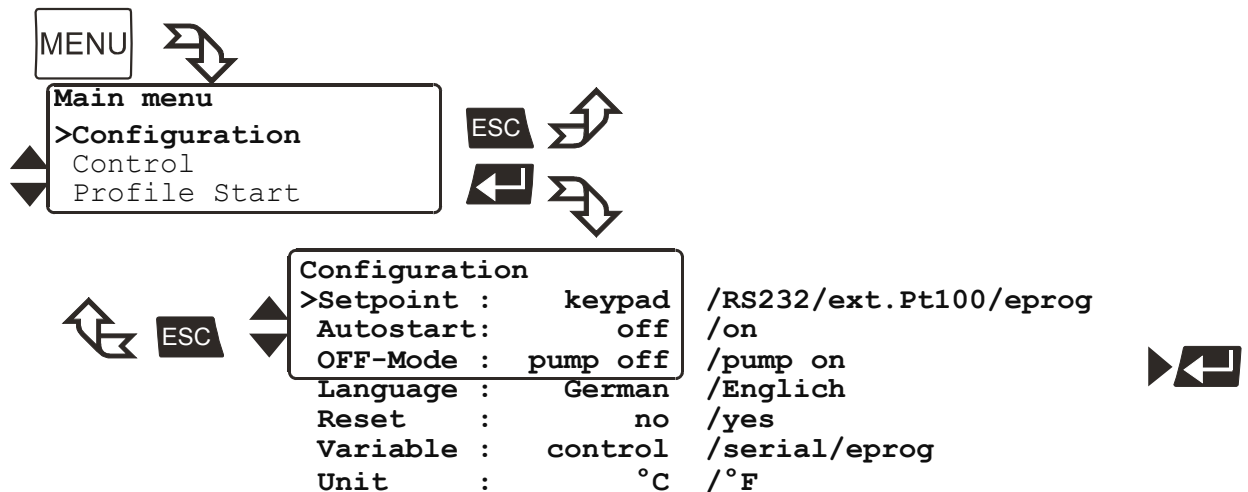 MENU
Main menu
>Configuration
Control
Profile Start
ESC
Configuration
>Setpoint : keypad /RS232/ext.Pt100/eprog
Autostart: off /on
OFF-Mode : pump off /pump on
Language : German /Englich
Reset : no /yes
Variable : control /serial/eprog
Unit : °C /°F
ESC